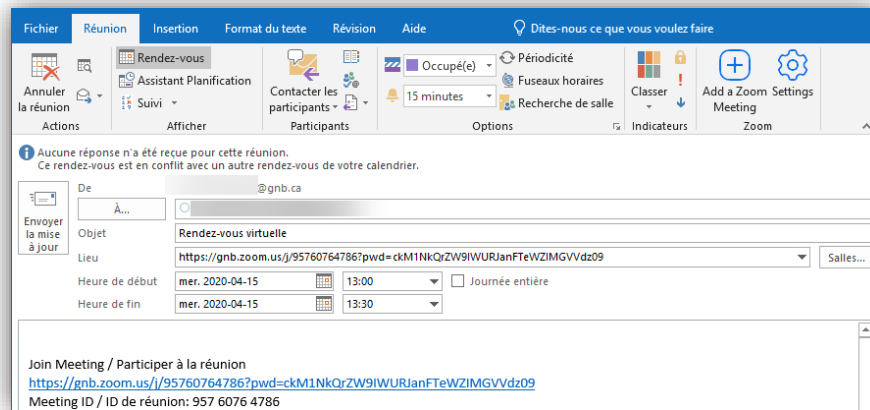 Fichier Réunion Insertion Format du texte Révision Aide Dites-nous ce que vous voulez faire
Annuler la réunion
Actions
Rendez-vous
Assistant Planification
Suivi
Afficher
Contacter les participants
Participants
Occupé(e)
15 minutes
Périodicité
Fuseaux horaires
Recherche de salle
Options
Classer
Indicateurs
Add a Zoom Meeting
Settings
Zoom
Aucune réponse n'a été reçue pour cette réunion.
Ce rendez-vous est en conflit avec un autre rendez-vous de votre calendrier.
Envoyer la mise à jour
De @gnb.ca
À...
Objet Rendez-vous virtuelle
Lieu https://gnb.zoom.us/j/95760764786?pwd=ckM1NkQrZW9IWURJanFTeWZIMGVVdz09 Salles...
Heure de début mer. 2020-04-15 13:00 Journée entière
Heure de fin mer. 2020-04-15 13:30
Join Meeting / Participer à la réunion
https://gnb.zoom.us/j/95760764786?pwd=ckM1NkQrZW9IWURJanFTeWZIMGVVdz09
Meeting ID / ID de réunion: 957 6076 4786